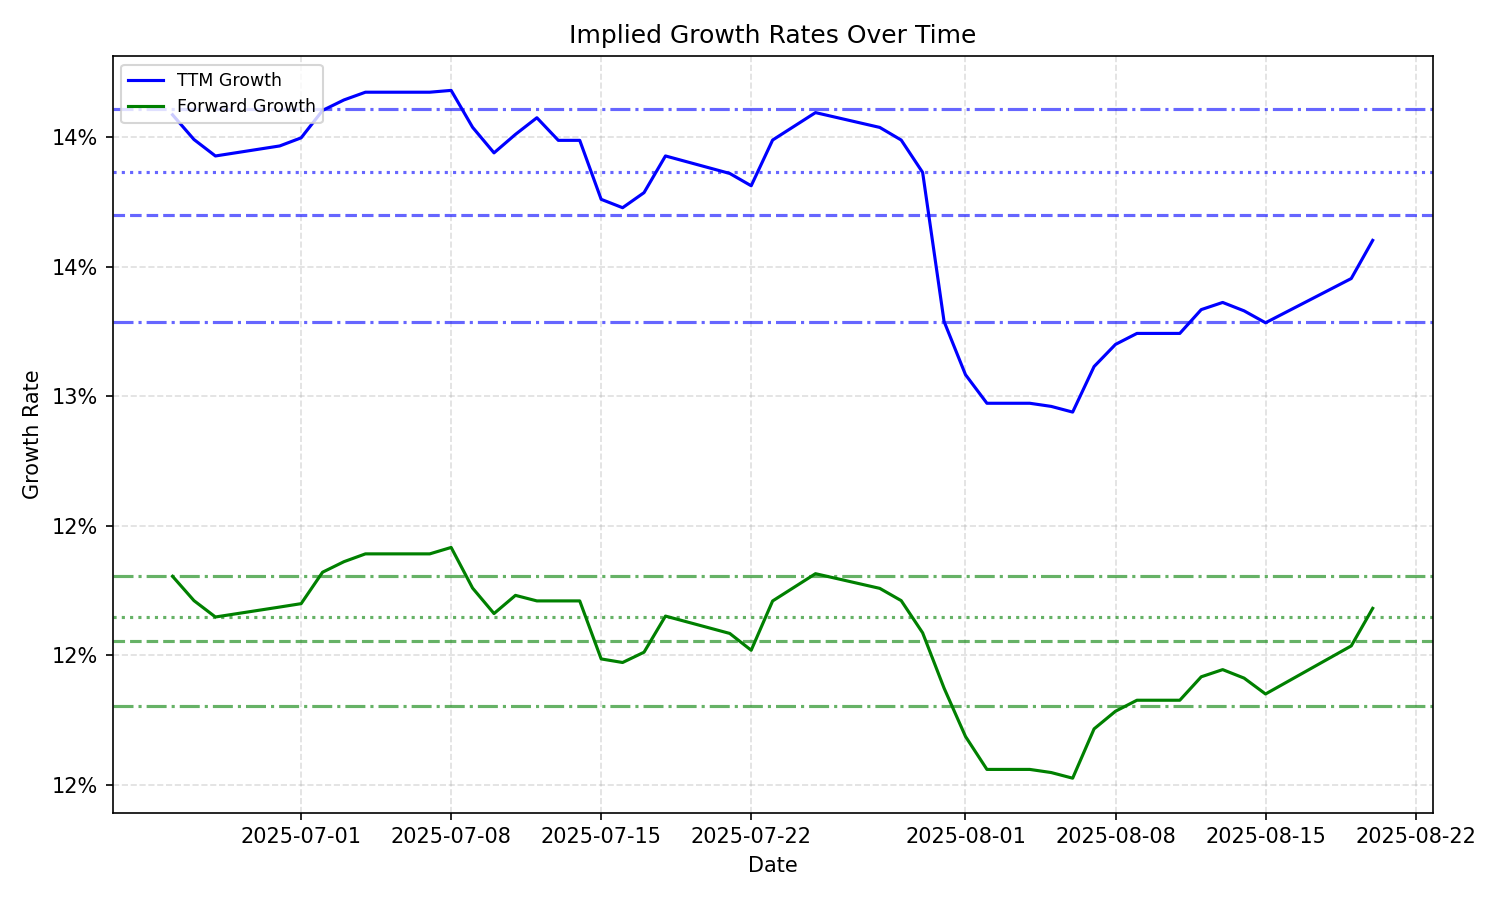 Implied Growth Rates Over Time
TTM Growth
Forward Growth
14%
14%
13%
12%
12%
12%
Growth Rate
2025-07-01
2025-07-08
2025-07-15
2025-07-22
2025-08-01
2025-08-08
2025-08-15
2025-08-22
Date